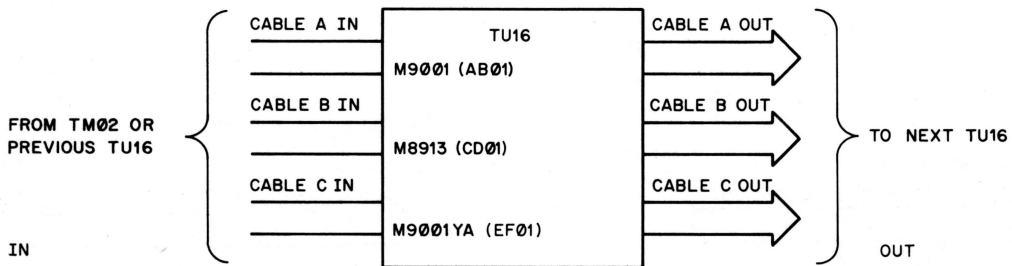 CABLE A IN
TU16
CABLE A OUT
M9001 (AB01)
CABLE B IN
CABLE B OUT
FROM TM02 OR
PREVIOUS TU16
TO NEXT TU16
M8913 (CD01)
CABLE C IN
CABLE C OUT
M9001YA (EF01)
IN
OUT